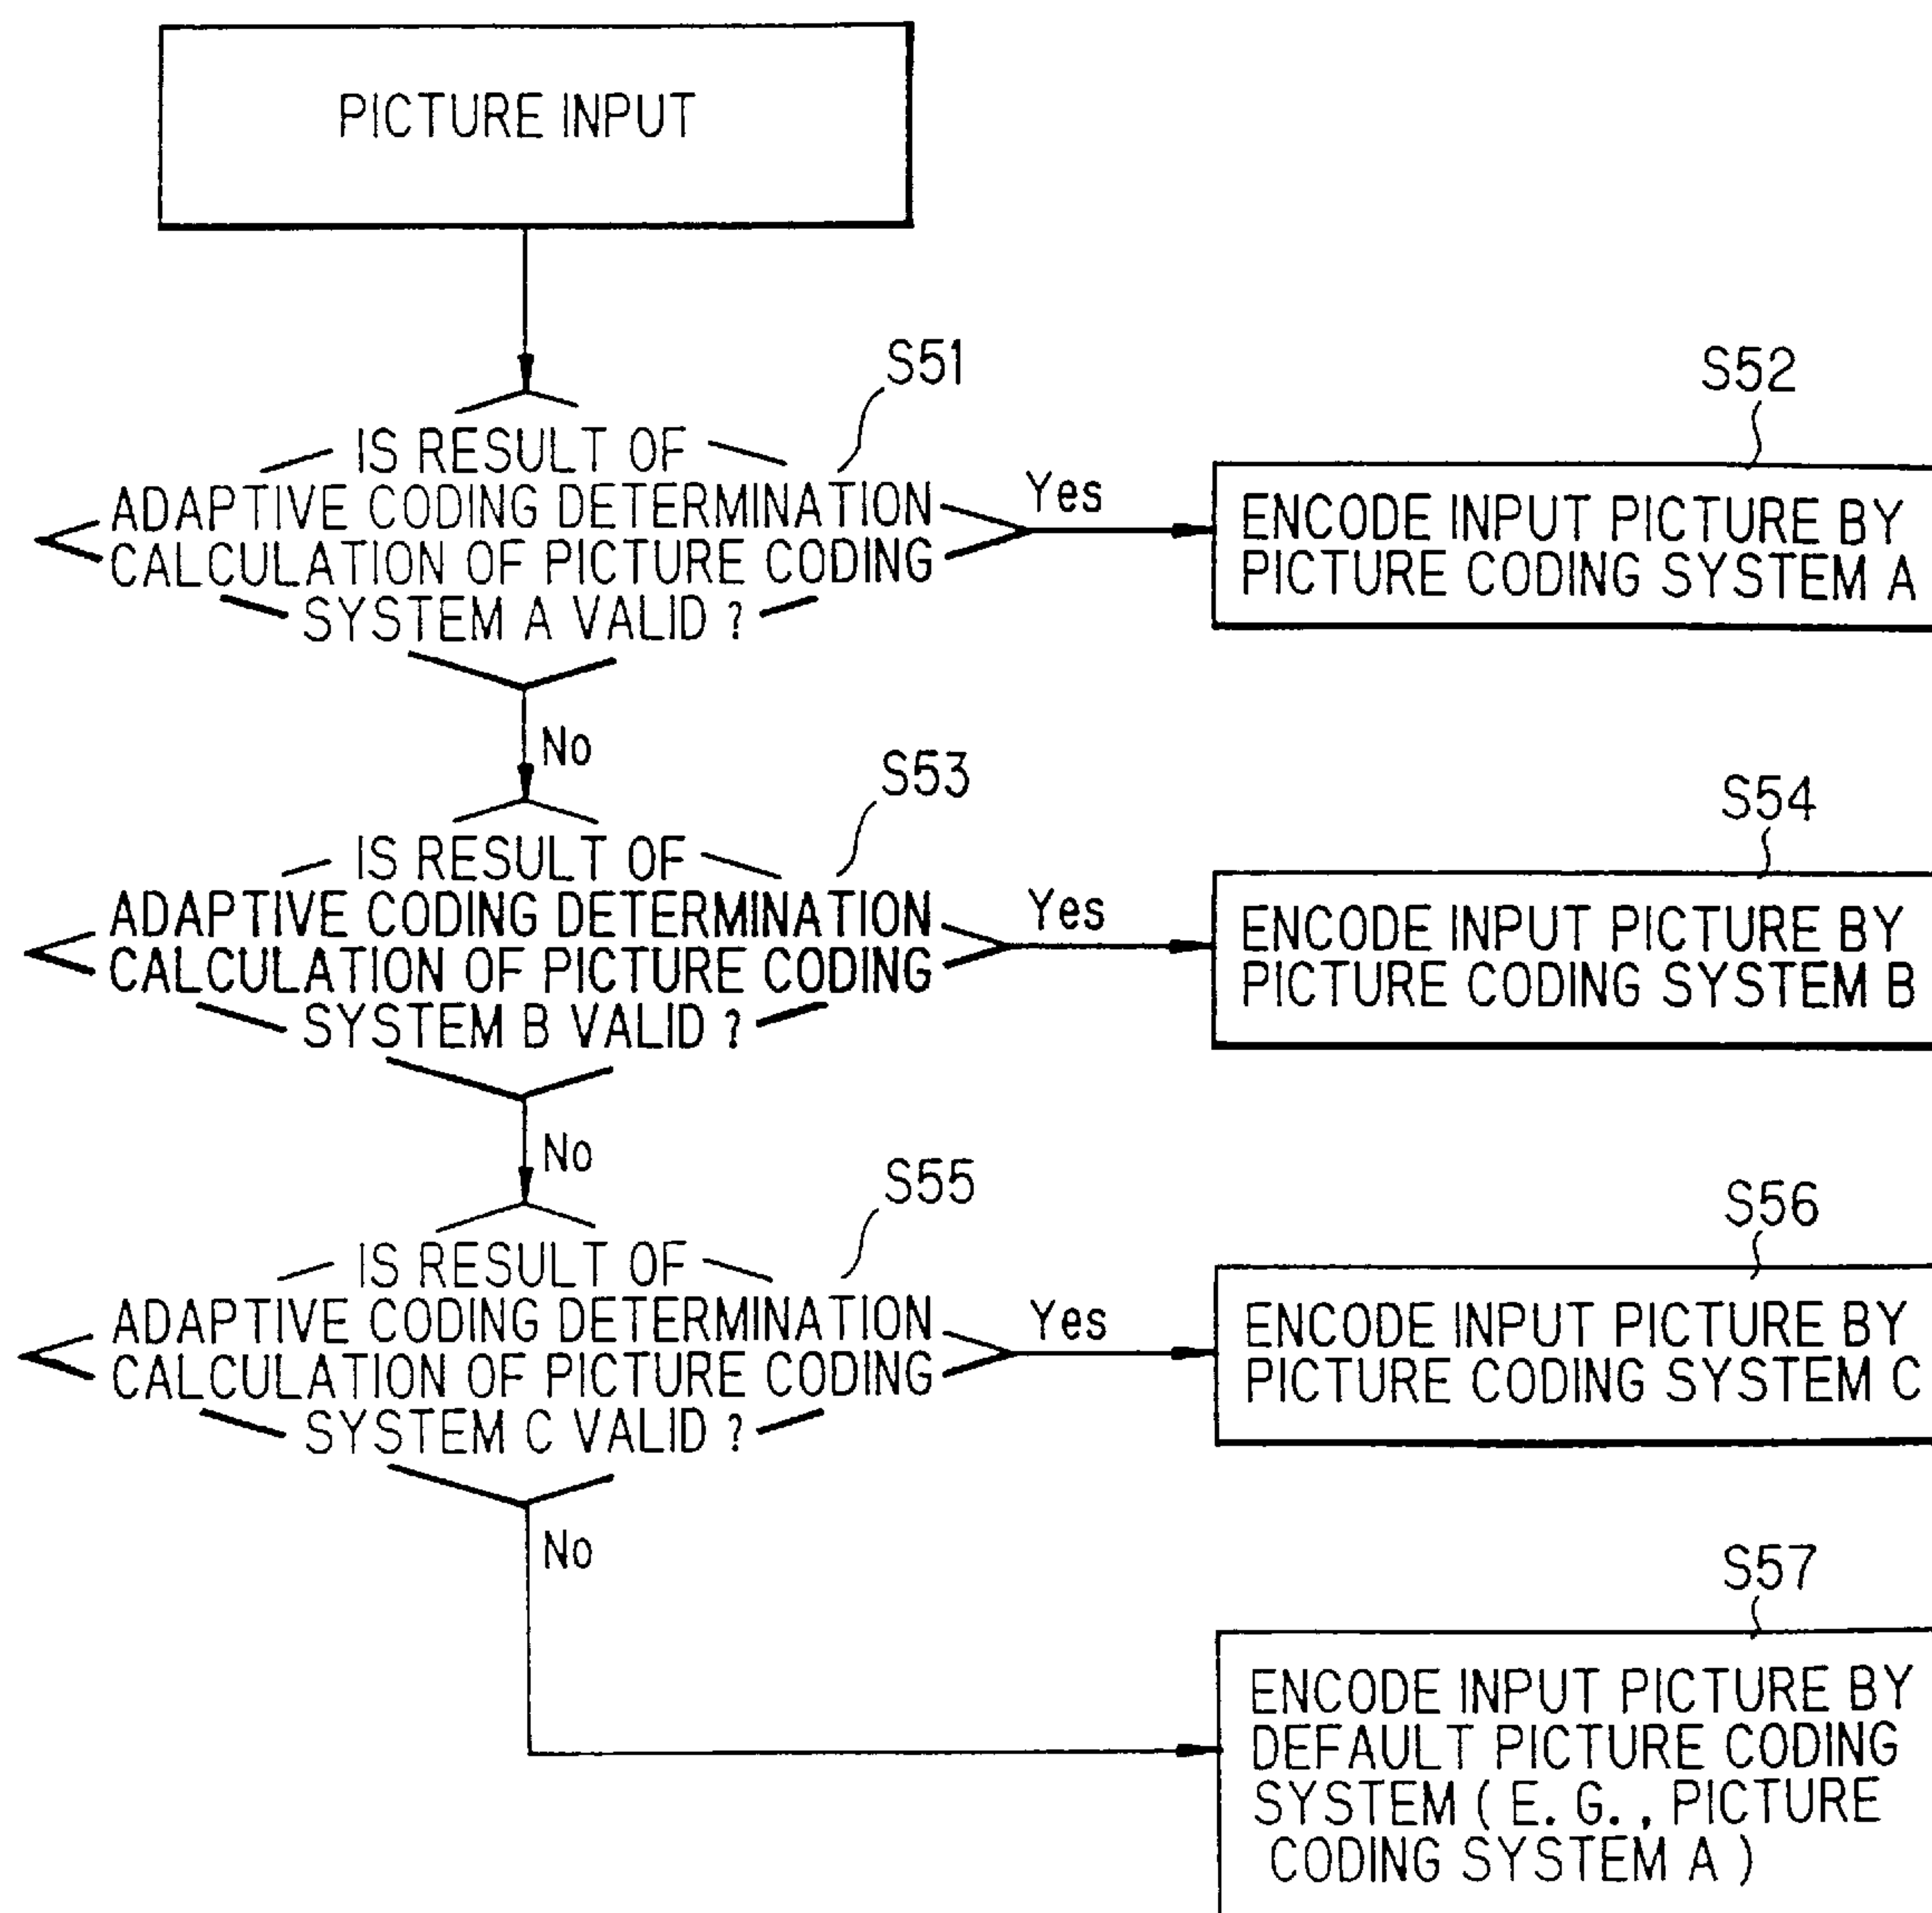 PICTURE INPUT
S51
IS RESULT OF
ADAPTIVE CODING DETERMINATION
CALCULATION OF PICTURE CODING
SYSTEM A VALID ?
Yes
S52
ENCODE INPUT PICTURE BY
PICTURE CODING SYSTEM A
No
S53
IS RESULT OF
ADAPTIVE CODING DETERMINATION
CALCULATION OF PICTURE CODING
SYSTEM B VALID ?
Yes
S54
ENCODE INPUT PICTURE BY
PICTURE CODING SYSTEM B
No
S55
IS RESULT OF
ADAPTIVE CODING DETERMINATION
CALCULATION OF PICTURE CODING
SYSTEM C VALID ?
Yes
S56
ENCODE INPUT PICTURE BY
PICTURE CODING SYSTEM C
No
S57
ENCODE INPUT PICTURE BY
DEFAULT PICTURE CODING
SYSTEM ( E. G. , PICTURE
CODING SYSTEM A )